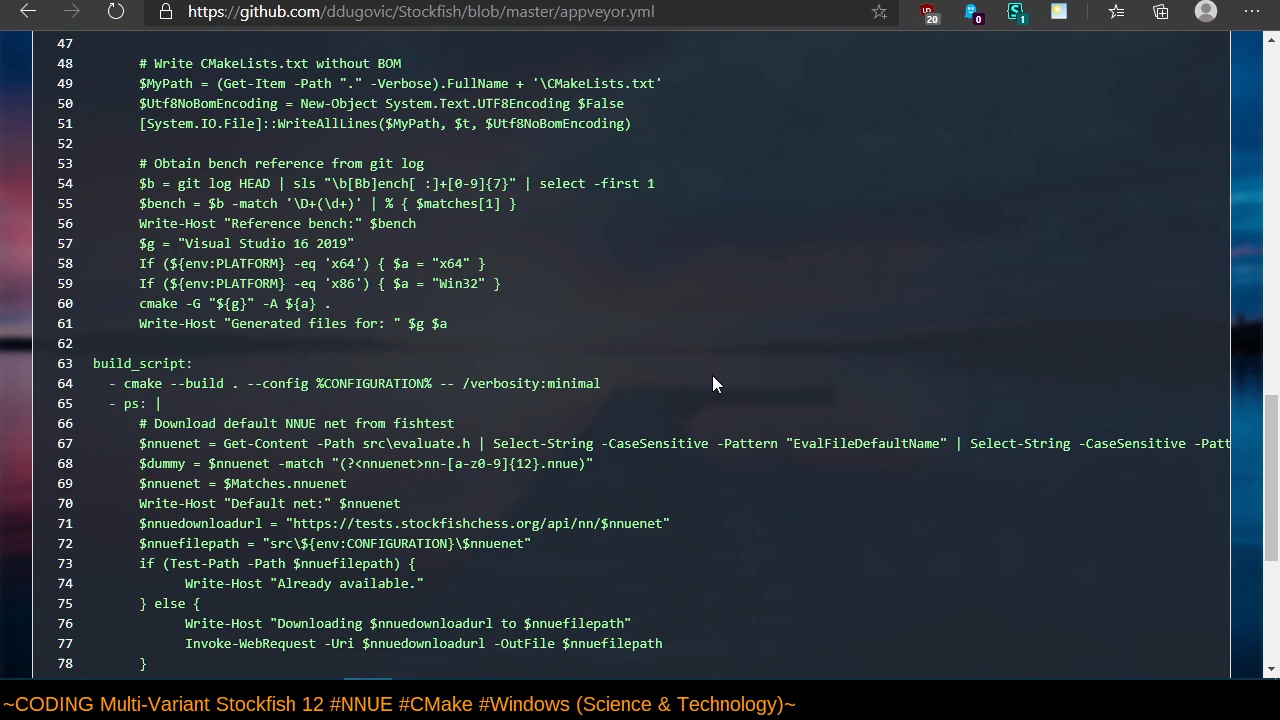 https://github.com/ddugovic/Stockfish/blob/master/appveyor.yml
20
0
1
47
48 # Write CMakeLists.txt without BOM
49 $MyPath = (Get-Item -Path "." -Verbose).FullName + '\CMakeLists.txt'
50 $Utf8NoBomEncoding = New-Object System.Text.UTF8Encoding $False
51 [System.IO.File]::WriteAllLines($MyPath, $t, $Utf8NoBomEncoding)
52
53 # Obtain bench reference from git log
54 $b = git log HEAD | sls "\b[Bb]ench[ :]+[0-9]{7}" | select -first 1
55 $bench = $b -match '\D+(\d+)' | % { $matches[1] }
56 Write-Host "Reference bench:" $bench
57 $g = "Visual Studio 16 2019"
58 If (${env:PLATFORM} -eq 'x64') { $a = "x64" }
59 If (${env:PLATFORM} -eq 'x86') { $a = "Win32" }
60 cmake -G "${g}" -A ${a} .
61 Write-Host "Generated files for: " $g $a
62
63 build_script:
64 - cmake --build . --config %CONFIGURATION% -- /verbosity:minimal
65 - ps: |
66 # Download default NNUE net from fishtest
67 $nnuenet = Get-Content -Path src\evaluate.h | Select-String -CaseSensitive -Pattern "EvalFileDefaultName" | Select-String -CaseSensitive -Patt
68 $dummy = $nnuenet -match "(?<nnuenet>nn-[a-z0-9]{12}.nnue)"
69 $nnuenet = $Matches.nnuenet
70 Write-Host "Default net:" $nnuenet
71 $nnuedownloadurl = "https://tests.stockfishchess.org/api/nn/$nnuenet"
72 $nnuefilepath = "src\${env:CONFIGURATION}\$nnuenet"
73 if (Test-Path -Path $nnuefilepath) {
74 Write-Host "Already available."
75 } else {
76 Write-Host "Downloading $nnuedownloadurl to $nnuefilepath"
77 Invoke-WebRequest -Uri $nnuedownloadurl -OutFile $nnuefilepath
78 }
~CODING Multi-Variant Stockfish 12 #NNUE #CMake #Windows (Science & Technology)~